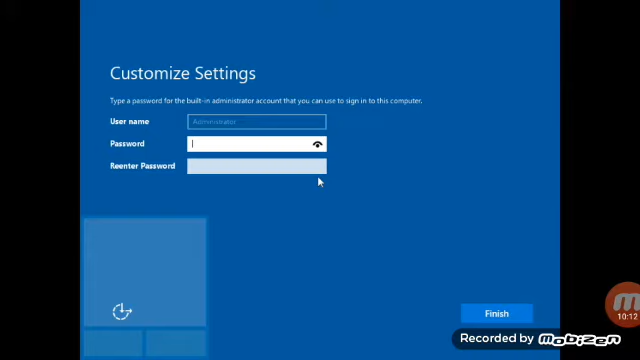 Customize Settings
Type a password for the built-in administrator account that you can use to sign in to this computer.
User name
Administrator
Password
Reenter Password
Finish
10:12
Recorded by mobizen